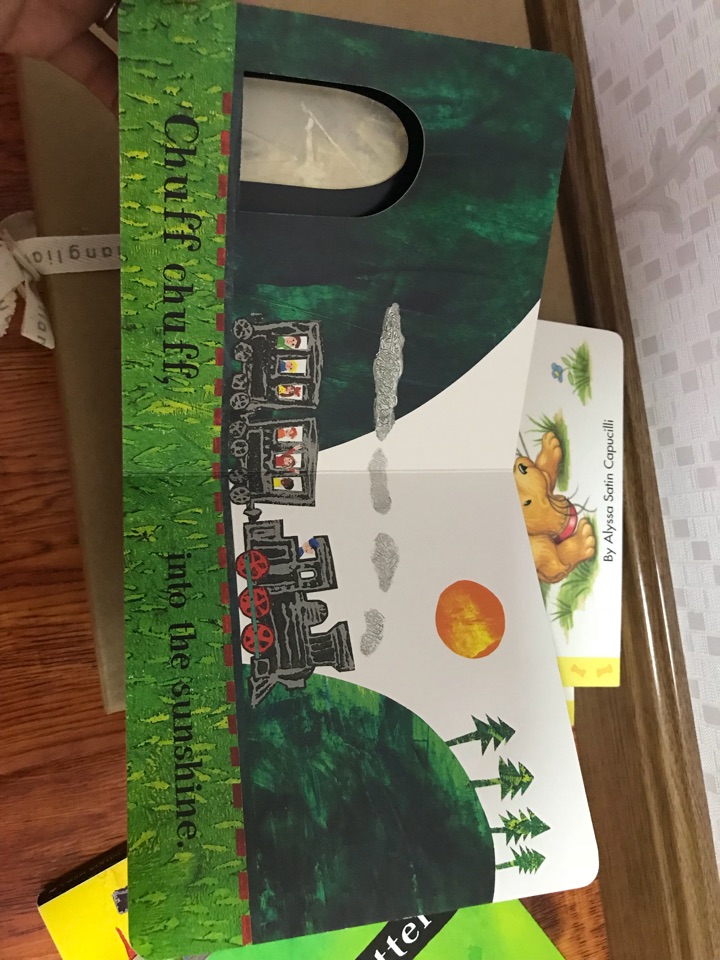 Chuff chuff,
into the sunshine.
By Alyssa Satin Capucilli